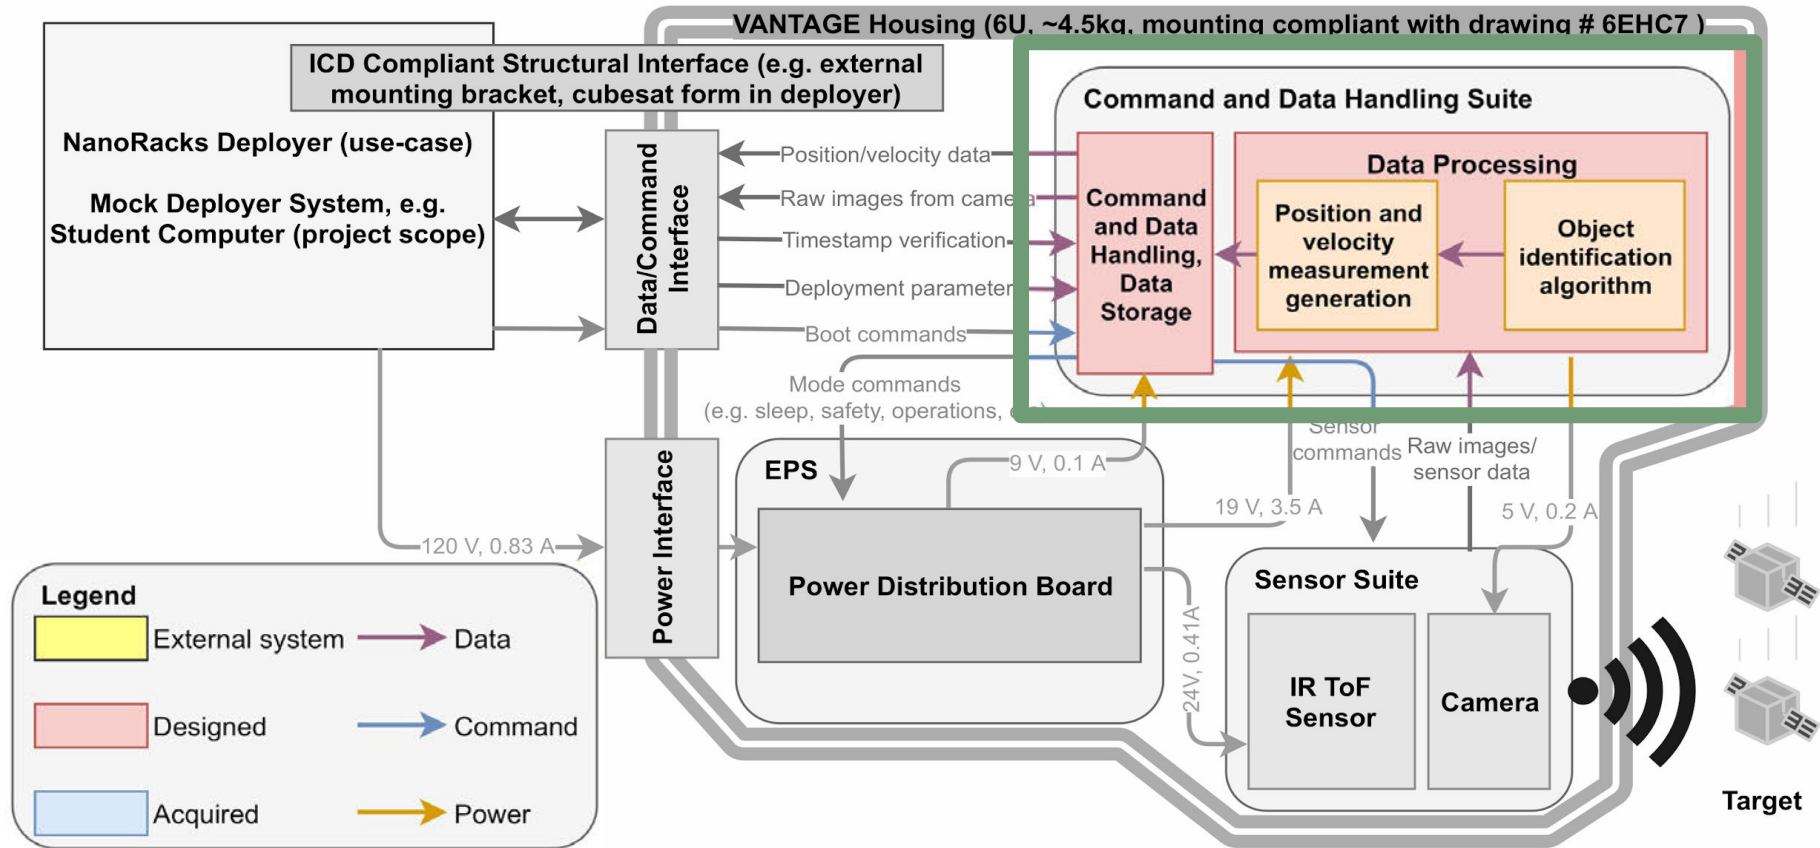 VANTAGE Housing (6U, ~4.5kg, mounting compliant with drawing # 6EHC7 )
ICD Compliant Structural Interface (e.g. external
mounting bracket, cubesat form in deployer)
NanoRacks Deployer (use-case)
Mock Deployer System, e.g.
Student Computer (project scope)
Data/Command
Interface
Position/velocity data
Raw images from camera
Timestamp verification
Deployment parameter
Boot commands
Mode commands
(e.g. sleep, safety, operations,
Command and Data Handling Suite
Command
and Data
Handling,
Data
Storage
Data Processing
Position and
velocity
measurement
generation
Object
identification
algorithm
Sensor
commands
Raw images/
sensor data
EPS
9 V, 0.1 A
19 V, 3.5 A
5 V, 0.2 A
120 V, 0.83 A
Power Interface
Power Distribution Board
24V, 0.41A
Sensor Suite
IR ToF
Sensor
Camera
Target
Legend
External system
Data
Designed
Command
Acquired
Power